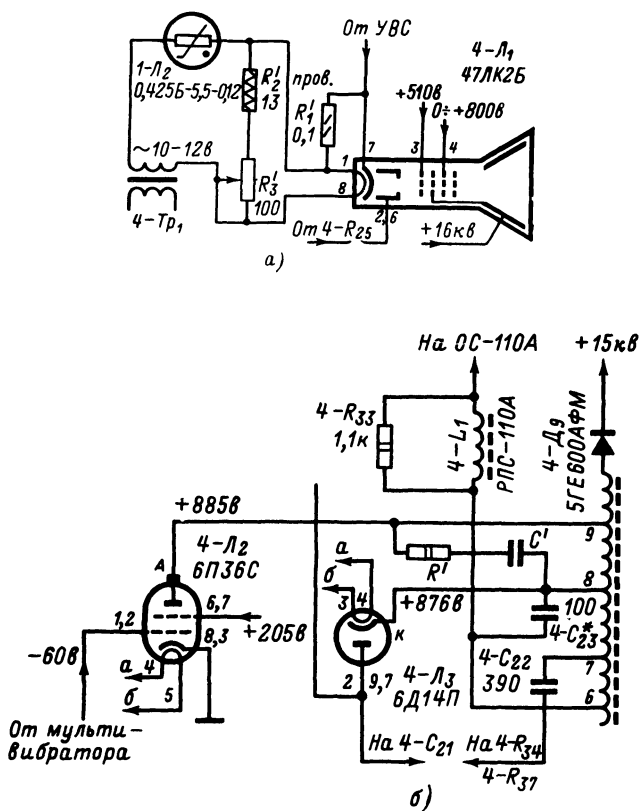 От УВС
4-Л₁
47ЛК2Б
1-Л₂
0,425Б-5,5-0,12
R₂'
13
пров.
R₁'
0,1
+510в
0÷+800в
7
3
4
1
8
2,6
~10-12в
R₃'
100
4-Тр₁
От 4-R₂₅
+16кв
а)
На ОС-110А
+15кв
4-R₃₃
1,1к
4-L₁
РПС-110А
4-Д₉
5ГЕ600АФМ
+885в
9
4-Л₂
6П36С
А
а
б
R'
C'
3
4
К
+876в
8
100
4-C₂₃*
1,2
6,7
8,3
+205в
-60в
а
4
б
5
2
9,7
4-Л₃
6Д14П
4-C₂₂
390
7
6
От мульти-
вибратора
На 4-C₂₁
На 4-R₃₄
4-R₃₇
б)